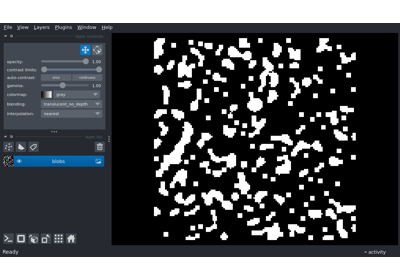 File View Layers Plugins Window Help
opacity: 1.00
contrast limits:
auto-contrast: once continuous
gamma: 1.00
colormap: gray
blending: translucent_no_depth
interpolation: nearest
blobs
Ready
activity